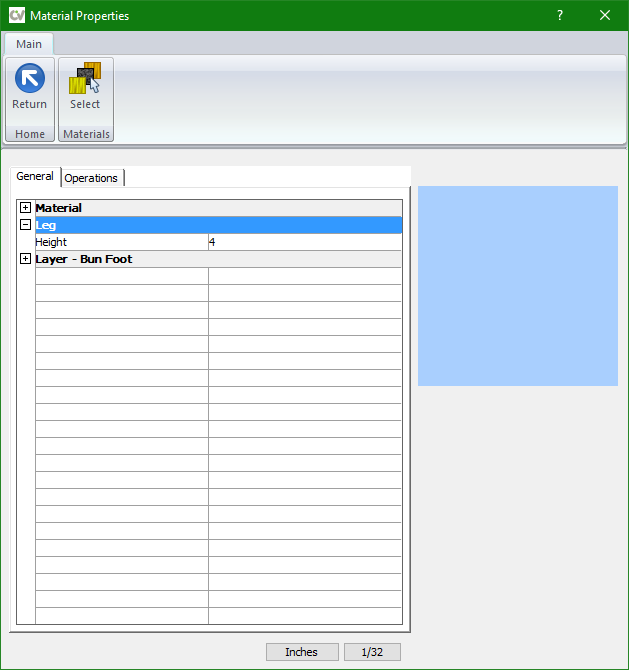 CV Material Properties ?
Main
Return
Select
Home
Materials
General
Operations
Material
Leg
Height 4
Layer - Bun Foot
Inches
1/32